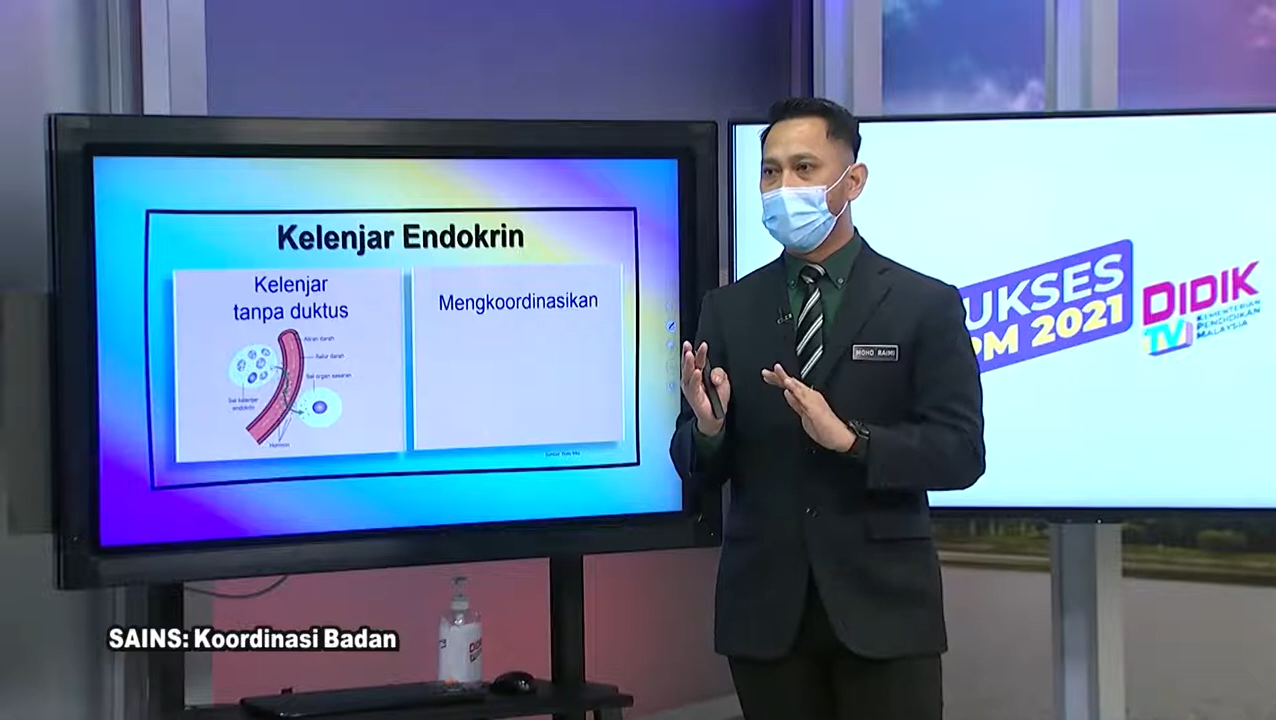 Kelenjar Endokrin
Kelenjar
tanpa duktus
Aliran darah
Salur darah
Sel organ sasaran
Sel kelenjar
endokrin
Hormon
Mengkoordinasikan
UKSES
PM 2021
DIDIK
TV
KEMENTERIAN
PENDIDIKAN
MALAYSIA
MOHD RAIMI
SAINS: Koordinasi Badan